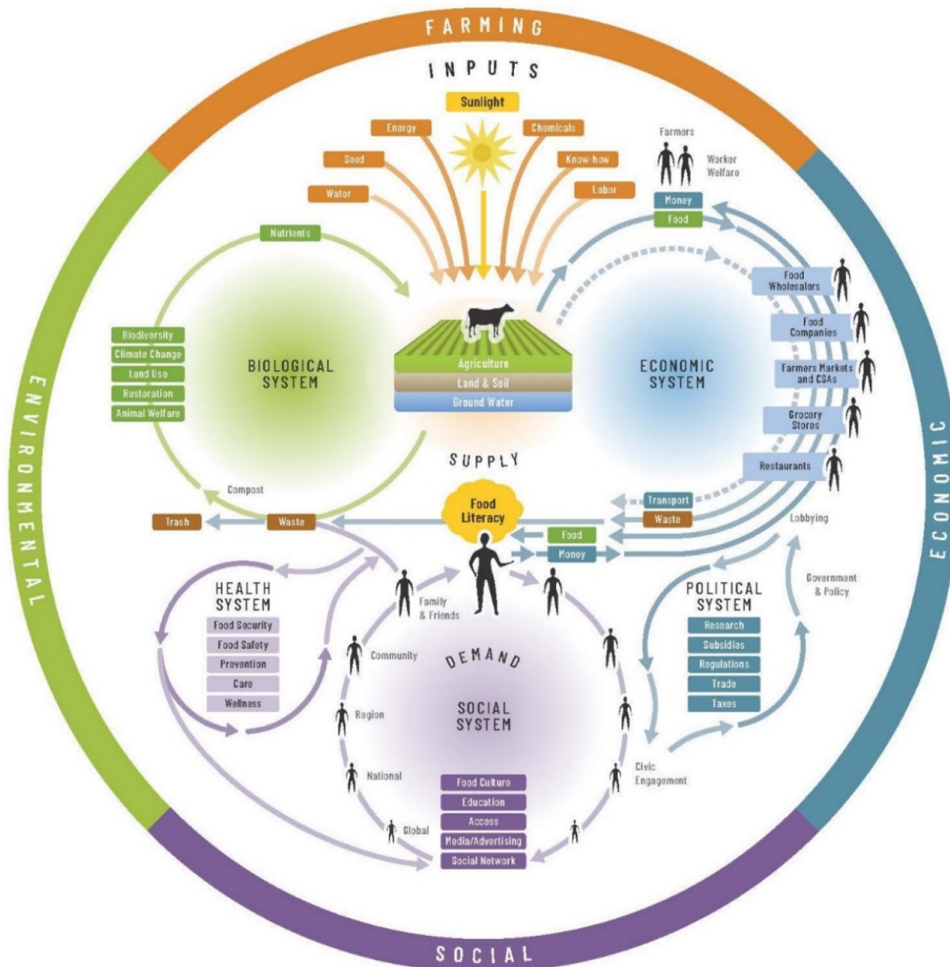 FARMING
INPUTS
Sunlight
Energy
Chemicals
Seed
Know-how
Water
Labor
Farmers
Worker
Welfare
Money
Food
Nutrients
Food
Wholesalers
Food
Companies
Farmers Markets
and CSAs
Grocery
Stores
Restaurants
Biodiversity
Climate Change
Land Use
Restoration
Animal Welfare
BIOLOGICAL
SYSTEM
Agriculture
Land & Soil
Ground Water
ECONOMIC
SYSTEM
ENVIRONMENTAL
ECONOMIC
SUPPLY
Compost
Trash
Waste
Food
Literacy
Transport
Waste
Food
Money
Lobbying
HEALTH
SYSTEM
Food Security
Food Safety
Prevention
Care
Wellness
Family
& Friends
Community
Region
National
Global
DEMAND
SOCIAL
SYSTEM
Food Culture
Education
Access
Media/Advertising
Social Network
POLITICAL
SYSTEM
Research
Subsidies
Regulations
Trade
Taxes
Government
& Policy
Civic
Engagement
SOCIAL